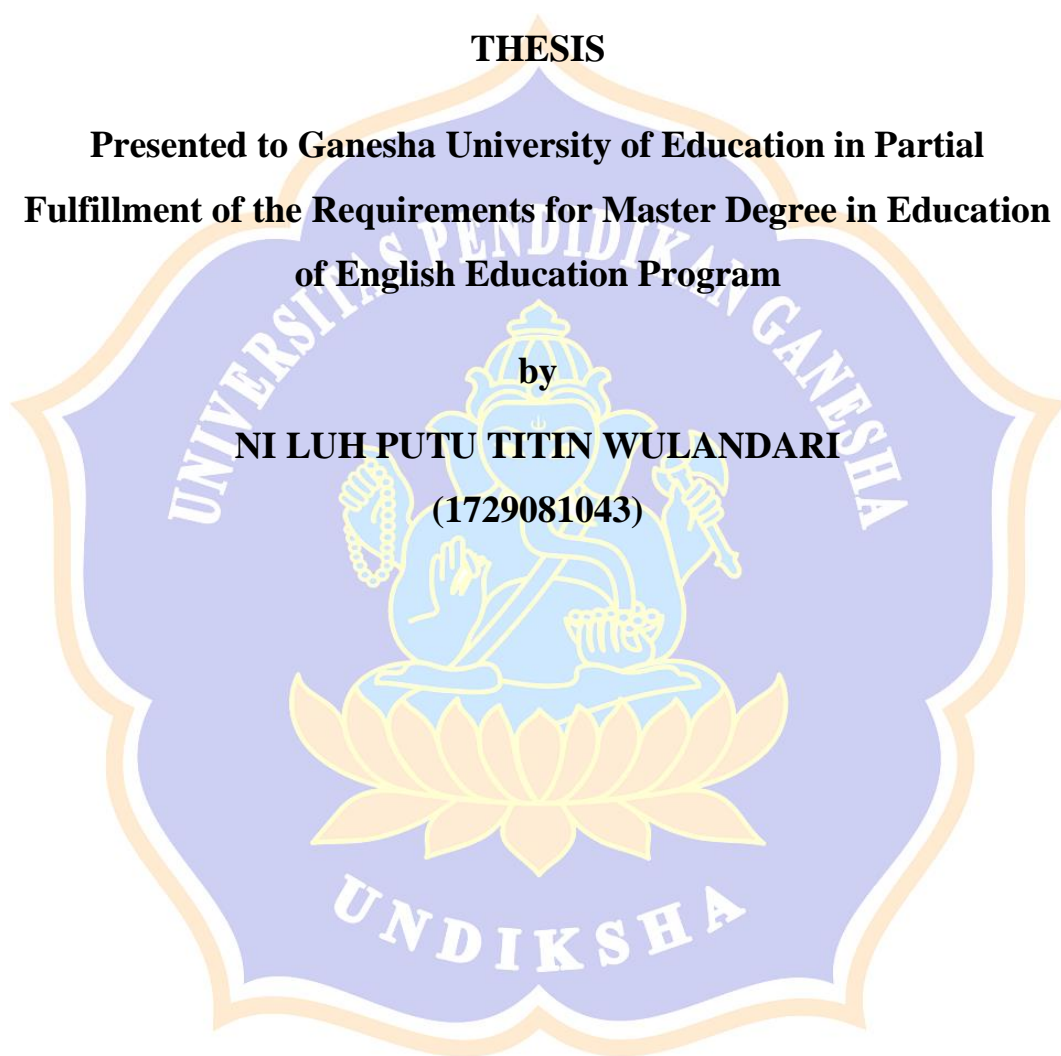 THESIS
Presented to Ganesha University of Education in Partial
Fulfillment of the Requirements for Master Degree in Education
of English Education Program
UNIVERSITAS PENDIDIKAN GANESHA
by
NI LUH PUTU TITIN WULANDARI
(1729081043)
UNDIKSHA